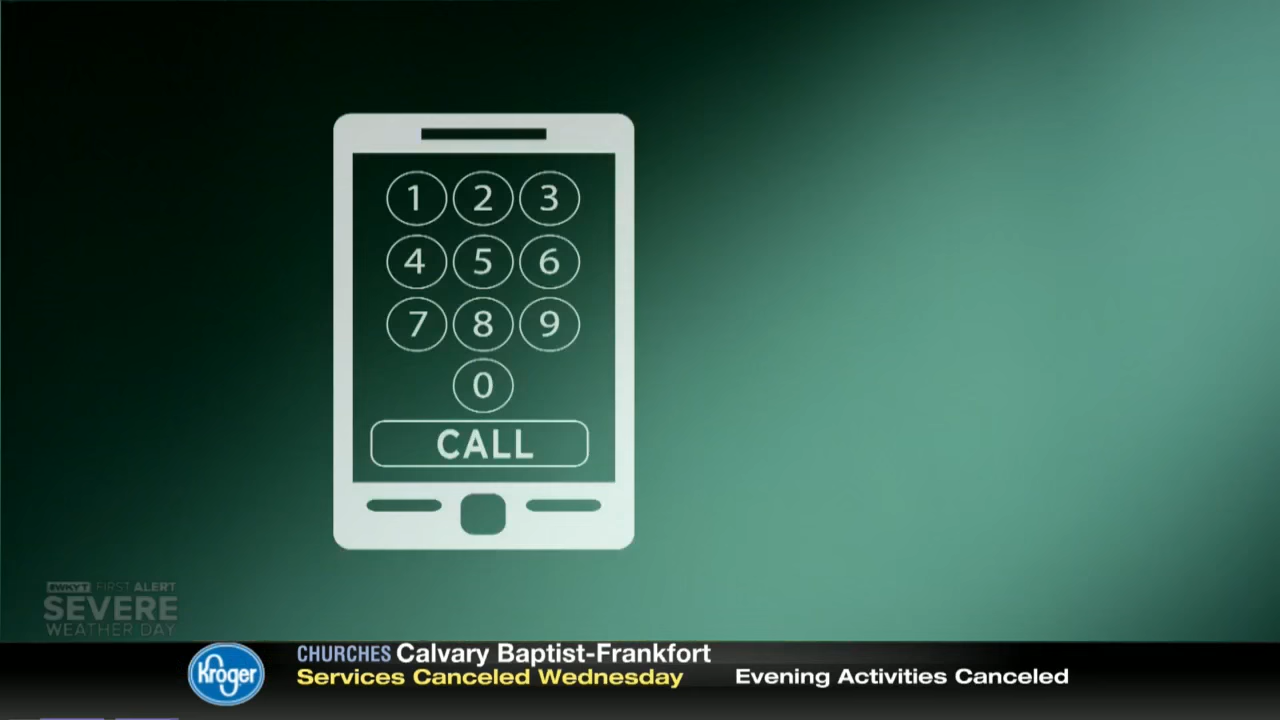 1 2 3
4 5 6
7 8 9
0
CALL
WKYT FIRST ALERT
SEVERE
WEATHER DAY
Kroger
CHURCHES Calvary Baptist-Frankfort
Services Canceled Wednesday Evening Activities Canceled